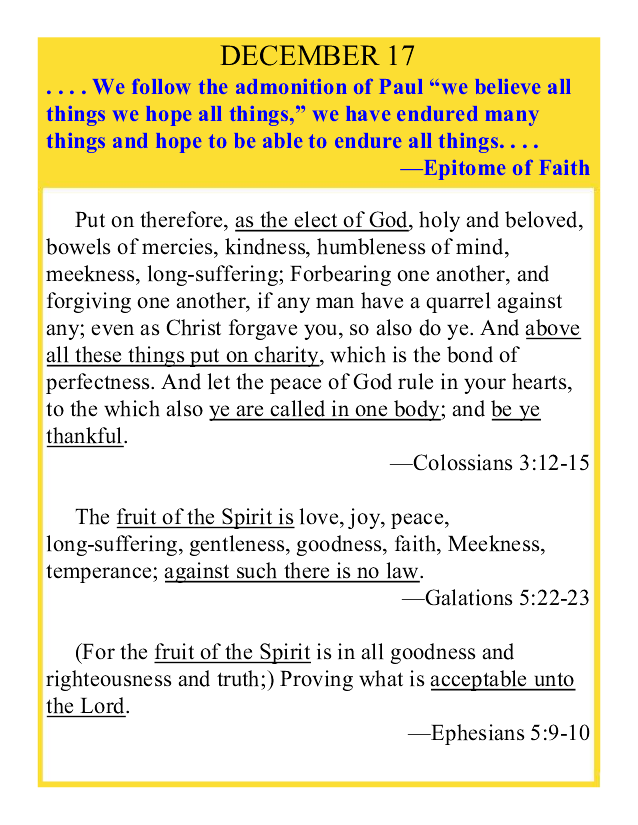 DECEMBER 17
. . . . We follow the admonition of Paul “we believe all
things we hope all things,” we have endured many
things and hope to be able to endure all things. . . .
—Epitome of Faith
Put on therefore, as the elect of God, holy and beloved,
bowels of mercies, kindness, humbleness of mind,
meekness, long-suffering; Forbearing one another, and
forgiving one another, if any man have a quarrel against
any; even as Christ forgave you, so also do ye. And above
all these things put on charity, which is the bond of
perfectness. And let the peace of God rule in your hearts,
to the which also ye are called in one body; and be ye
thankful.
—Colossians 3:12-15
The fruit of the Spirit is love, joy, peace,
long-suffering, gentleness, goodness, faith, Meekness,
temperance; against such there is no law.
—Galations 5:22-23
(For the fruit of the Spirit is in all goodness and
righteousness and truth;) Proving what is acceptable unto
the Lord.
—Ephesians 5:9-10